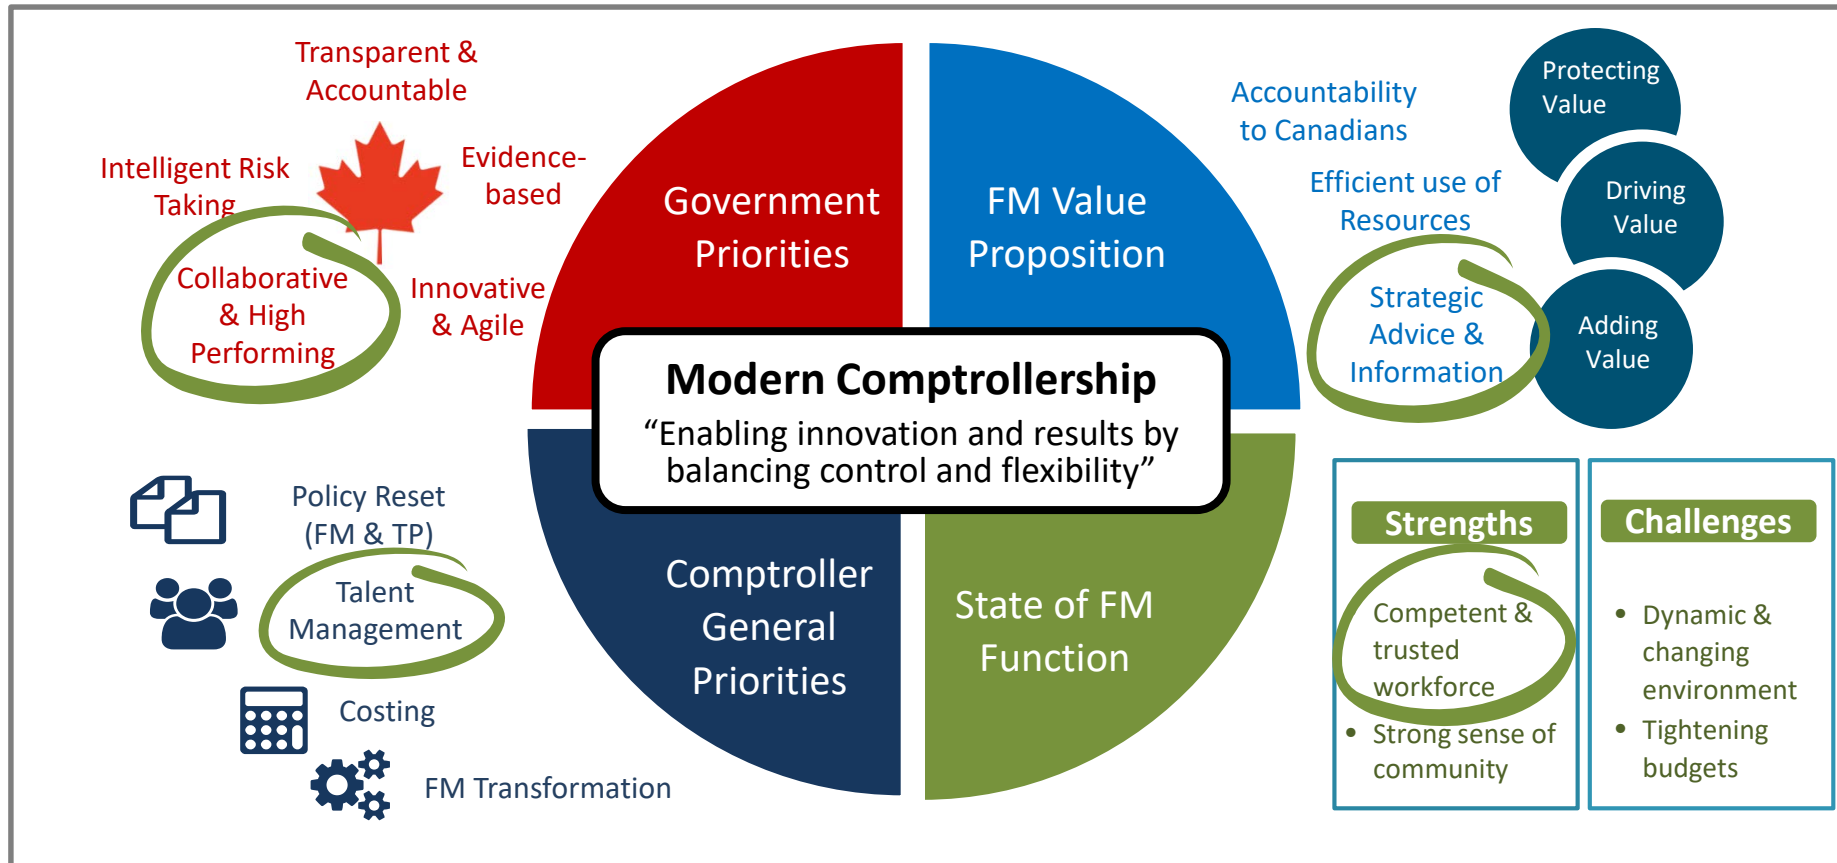 Transparent &
Accountable
Intelligent Risk
Taking
Evidence-
based
Collaborative
& High
Performing
Innovative
& Agile
Government
Priorities
FM Value
Proposition
Accountability
to Canadians
Efficient use of
Resources
Strategic
Advice &
Information
Protecting
Value
Driving
Value
Adding
Value
Modern Comptrollership
“Enabling innovation and results by
balancing control and flexibility”
Policy Reset
(FM & TP)
Talent
Management
Costing
FM Transformation
Comptroller
General
Priorities
State of FM
Function
Strengths
Competent &
trusted
workforce
• Strong sense of
community
Challenges
• Dynamic &
changing
environment
• Tightening
budgets